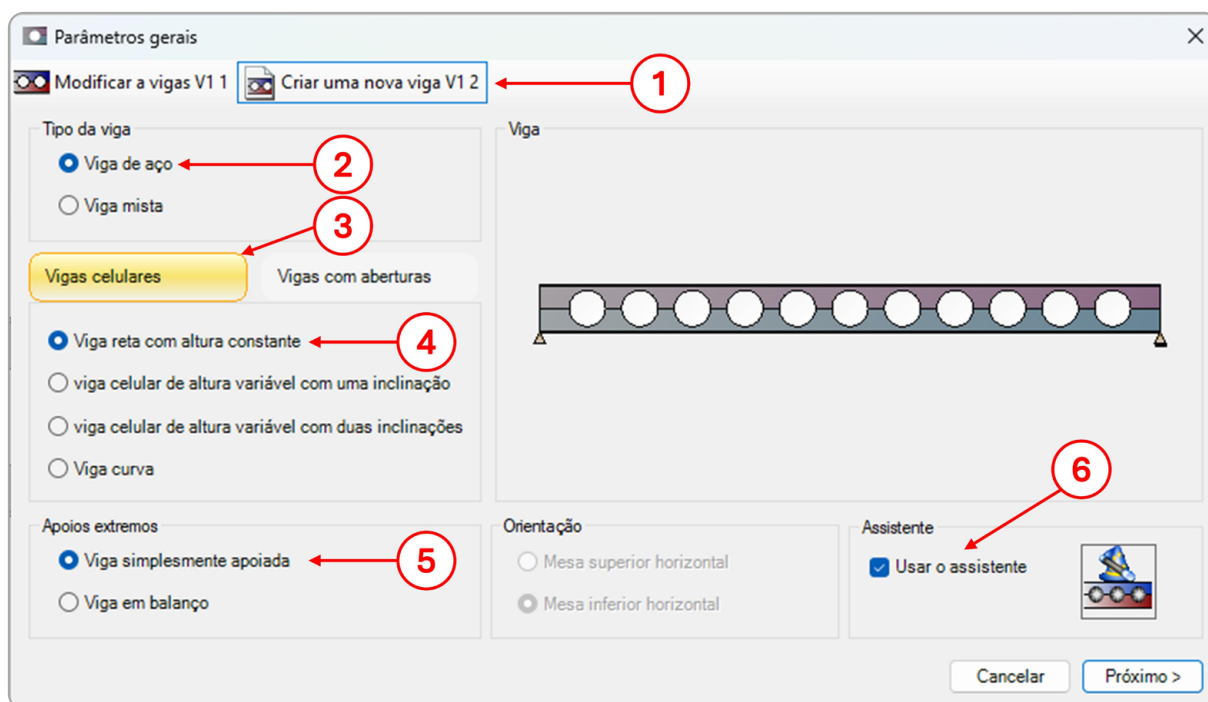 Parâmetros gerais
Modificar a vigas V1 1
Criar uma nova viga V1 2
1
Tipo da viga
Viga de aço
2
Viga mista
3
Vigas celulares
Vigas com aberturas
Viga reta com altura constante
4
viga celular de altura variável com uma inclinação
viga celular de altura variável com duas inclinações
Viga curva
Viga
Apoios extremos
Viga simplesmente apoiada
5
Viga em balanço
Orientação
Mesa superior horizontal
Mesa inferior horizontal
6
Assistente
Usar o assistente
Cancelar
Próximo >